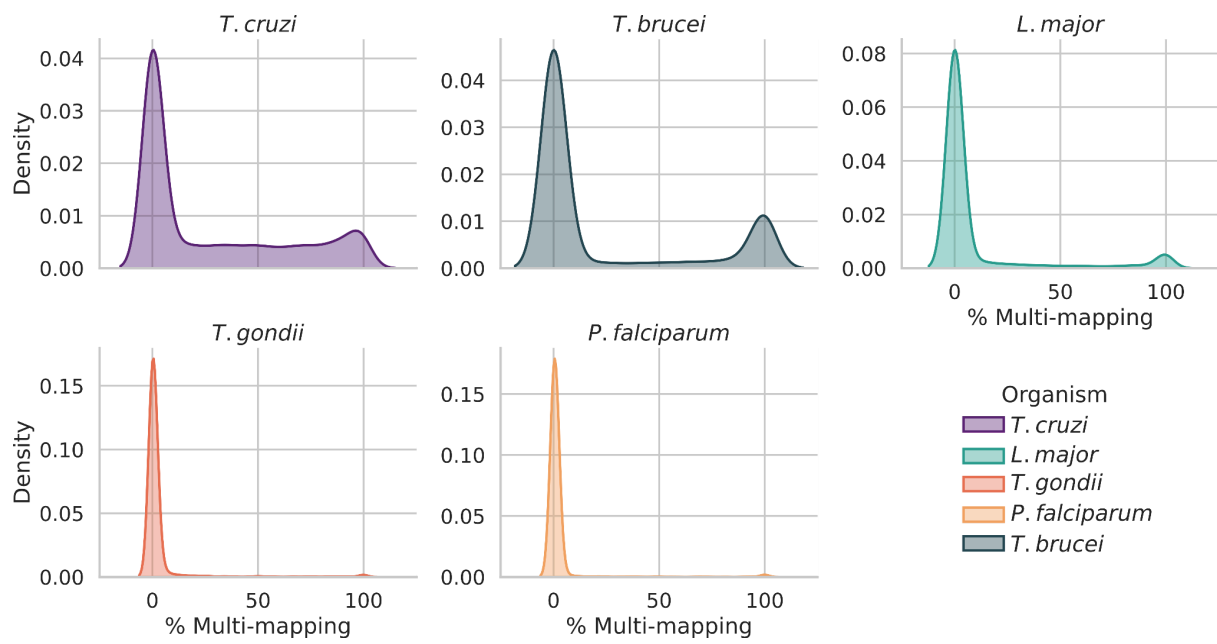 T. cruzi
T. brucei
L. major
0.04
0.03
0.02
0.01
0.00
Density
0.04
0.03
0.02
0.01
0.00
0.08
0.06
0.04
0.02
0.00
0
50
100
% Multi-mapping
T. gondii
P. falciparum
0.15
0.10
0.05
0.00
Density
0
50
100
% Multi-mapping
0.15
0.10
0.05
0.00
0
50
100
% Multi-mapping
Organism
T. cruzi
L. major
T. gondii
P. falciparum
T. brucei